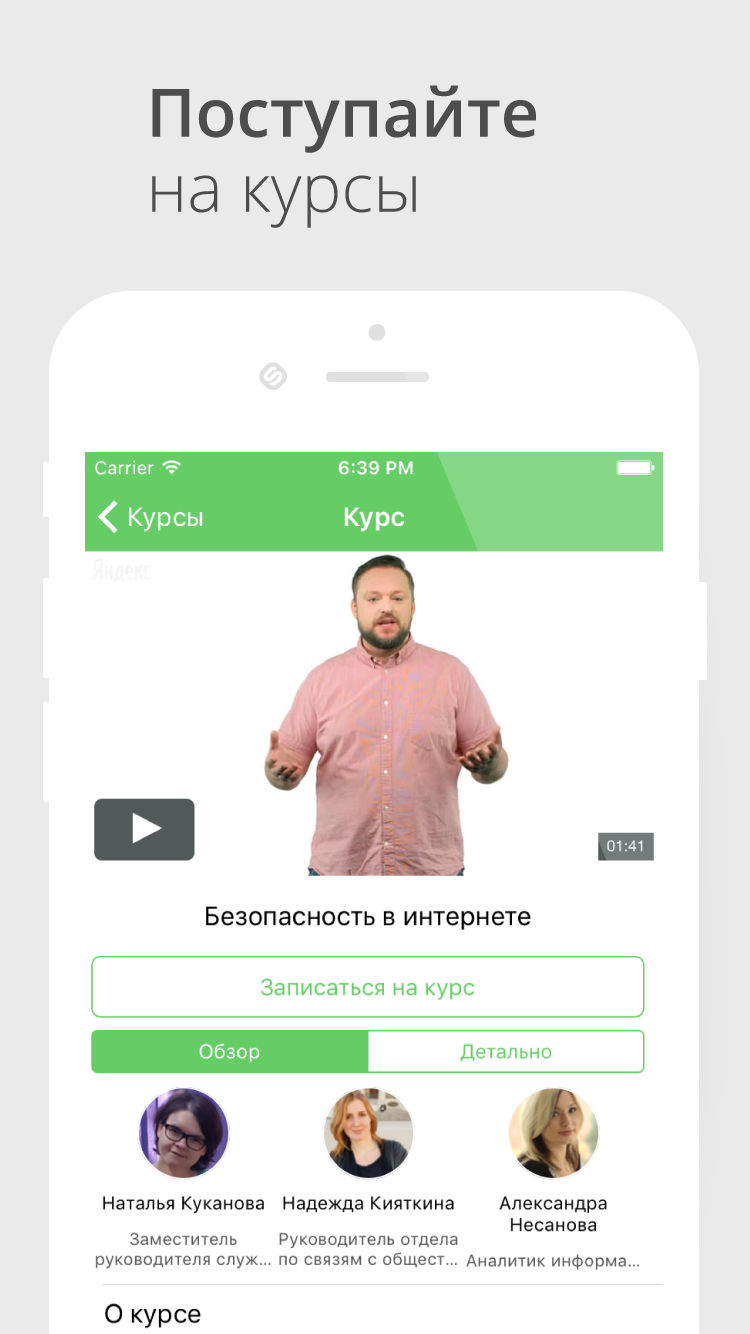 Поступайте
на курсы
Carrier 6:39 PM
Курсы Курс
Яндекс
01:41
Безопасность в интернете
Записаться на курс
Обзор Детально
Наталья Куканова Надежда Кияткина Александра
Несанова
Заместитель Руководитель отдела
руководителя служ... по связям с общест... Аналитик информа...
О курсе